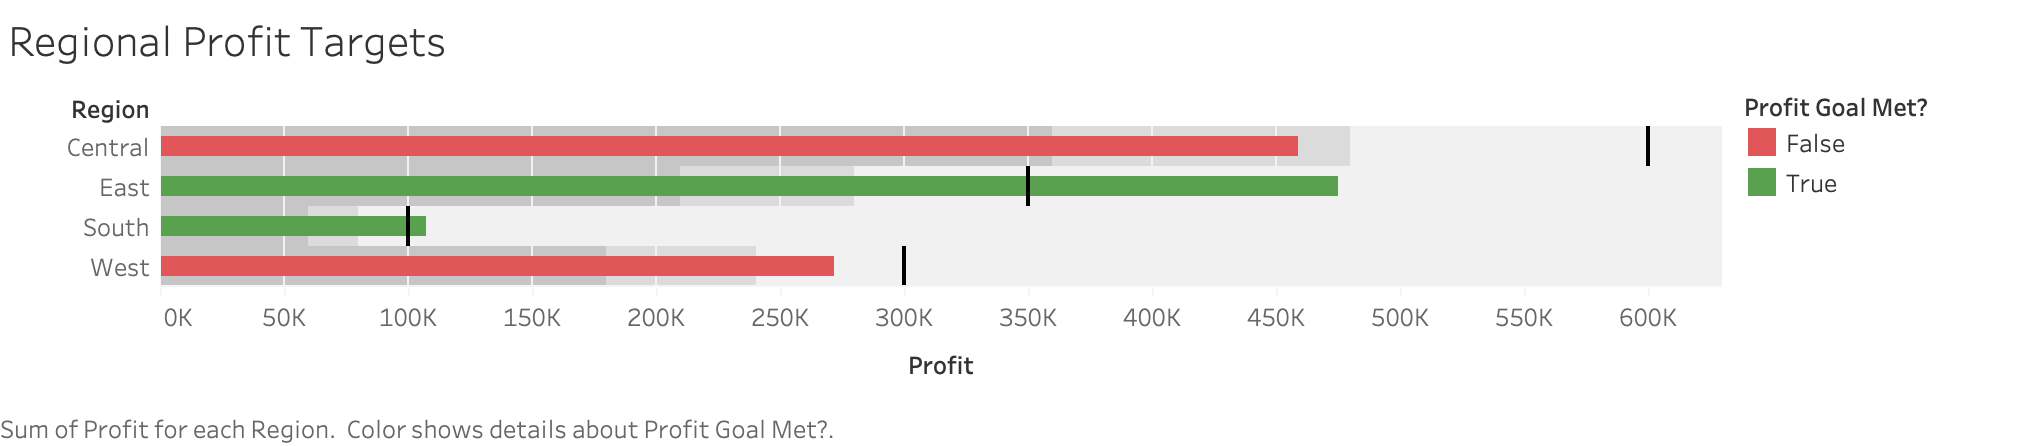 Regional Profit Targets
Region
Central
East
South
West
0K 50K 100K 150K 200K 250K 300K 350K 400K 450K 500K 550K 600K
Profit
Profit Goal Met?
False
True
Sum of Profit for each Region.  Color shows details about Profit Goal Met?.